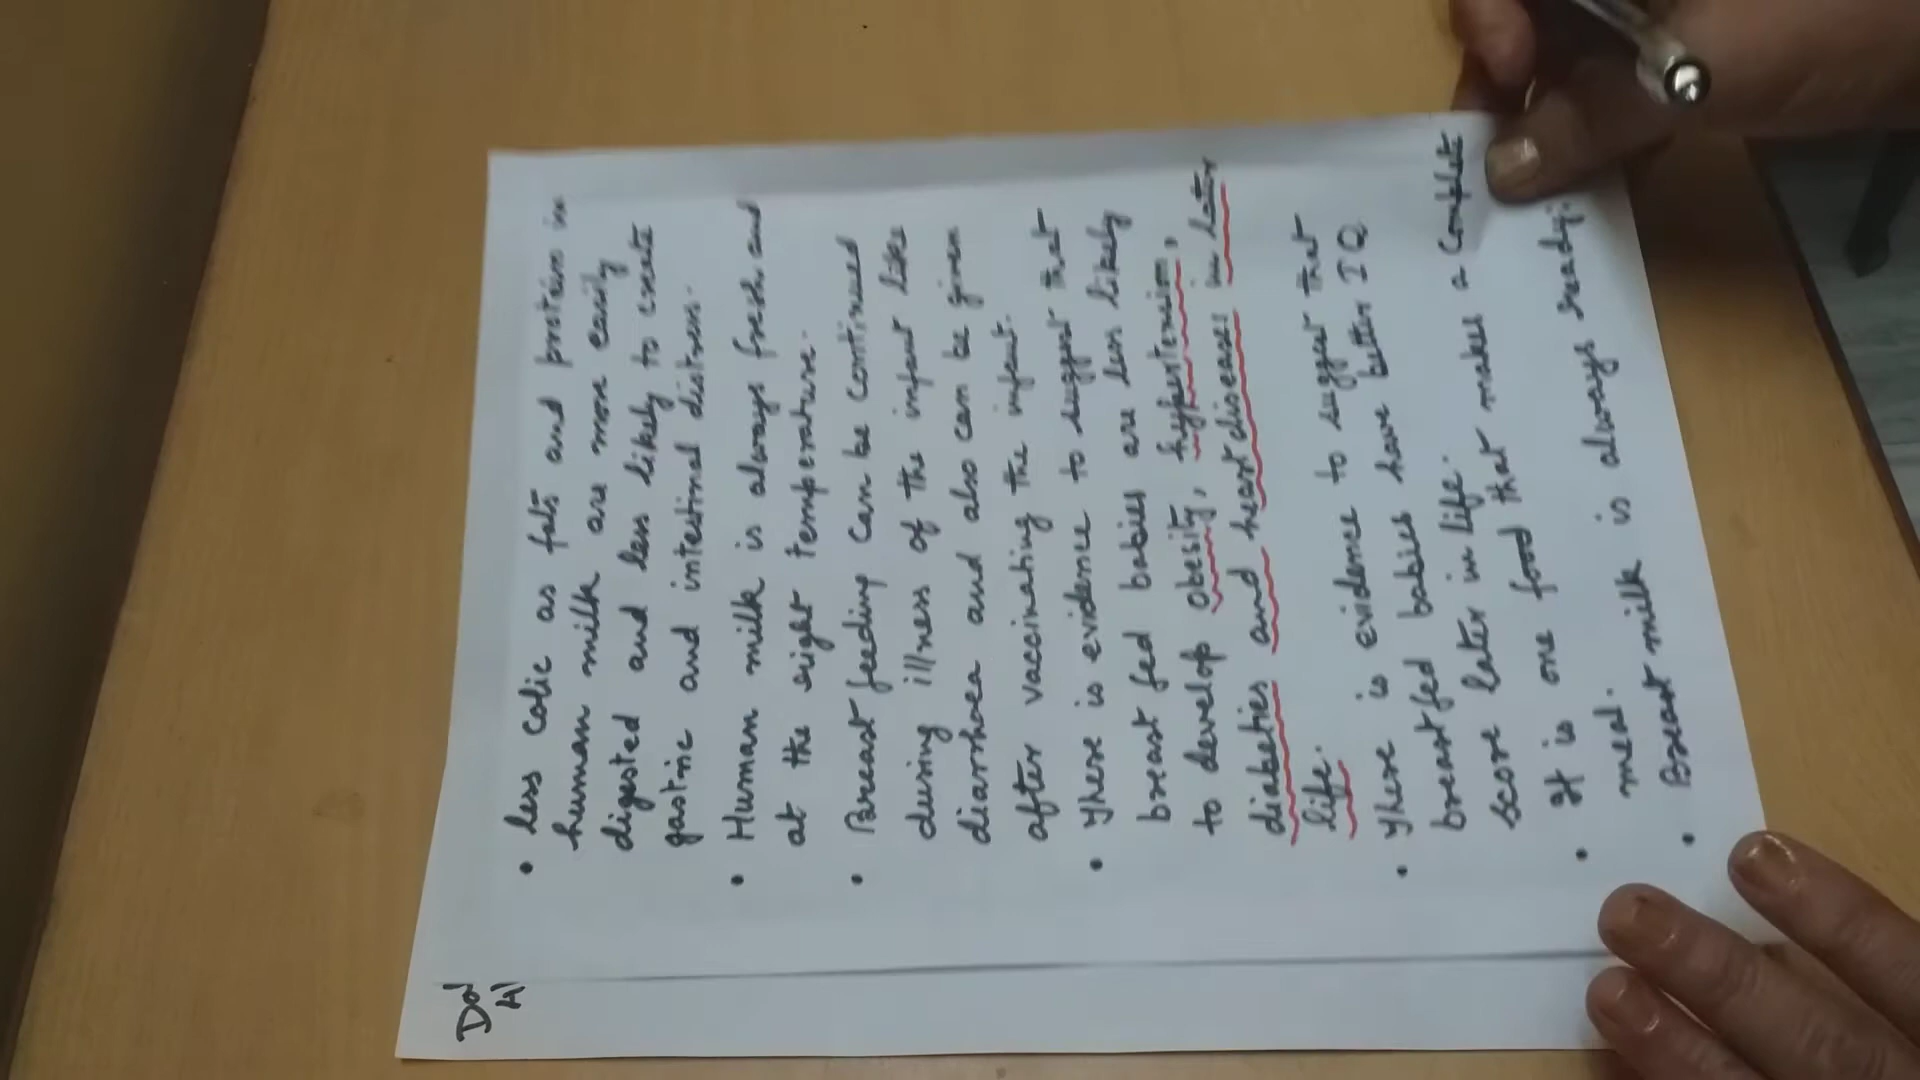 • less colic as fats and protein in
human milk are more easily
digested and less likely to create
gastric and intestinal distress.
• Human milk is always fresh and
at the right temperature.
• Breast feeding can be continued
during illness of the infant like
diarrhoea and also can be given
after vaccinating the infant.
• There is evidence to suggest that
breast fed babies are less likely
to develop obesity, hypertension,
diabeties and heart diseases in later
life.
• There is evidence to suggest that
breastfed babies have better IQ
score later in life.
• It is one food that makes a complete
meal.
• Breast milk is always ready.